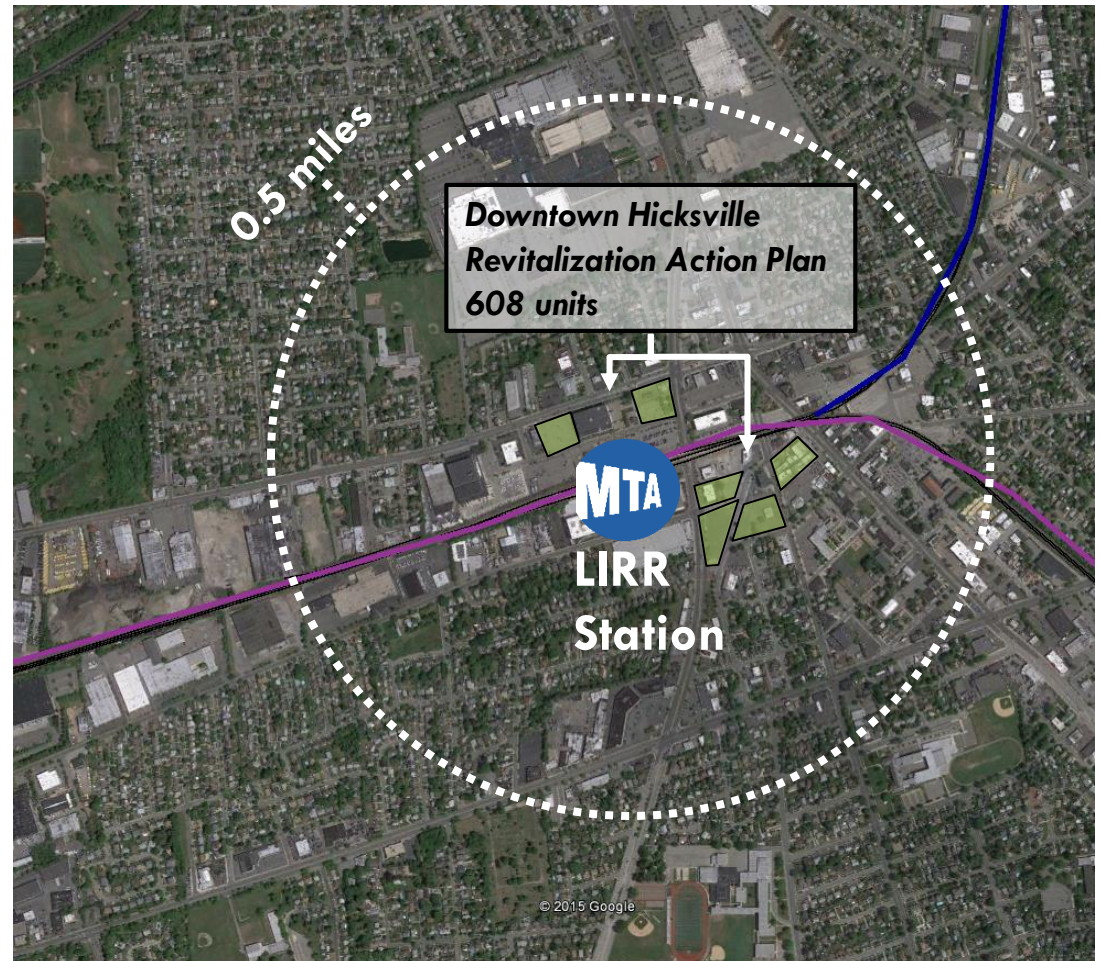 0.5 miles
Downtown Hicksville
Revitalization Action Plan
608 units
MTA
LIRR
Station
© 2015 Google